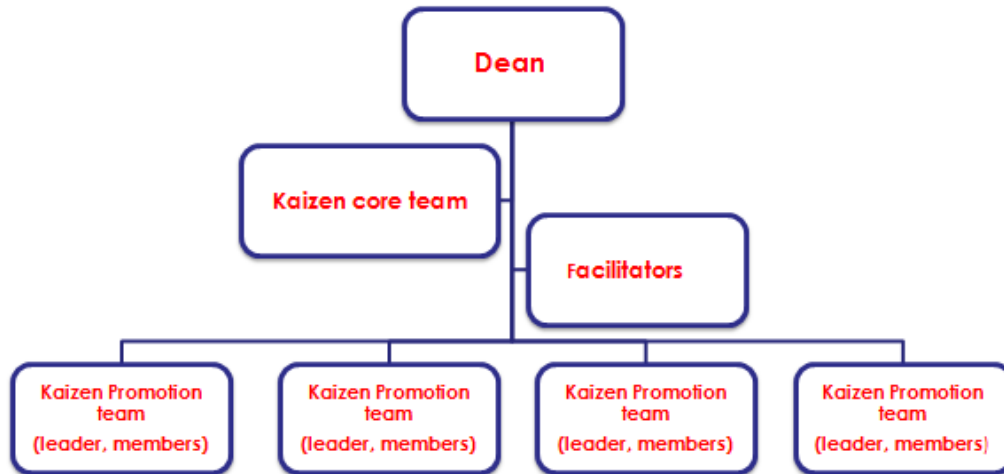 Dean
Kaizen core team
Facilitators
Kaizen Promotion
team
(leader, members)
Kaizen Promotion
team
(leader, members)
Kaizen Promotion
team
(leader, members)
Kaizen Promotion
team
(leader, members)